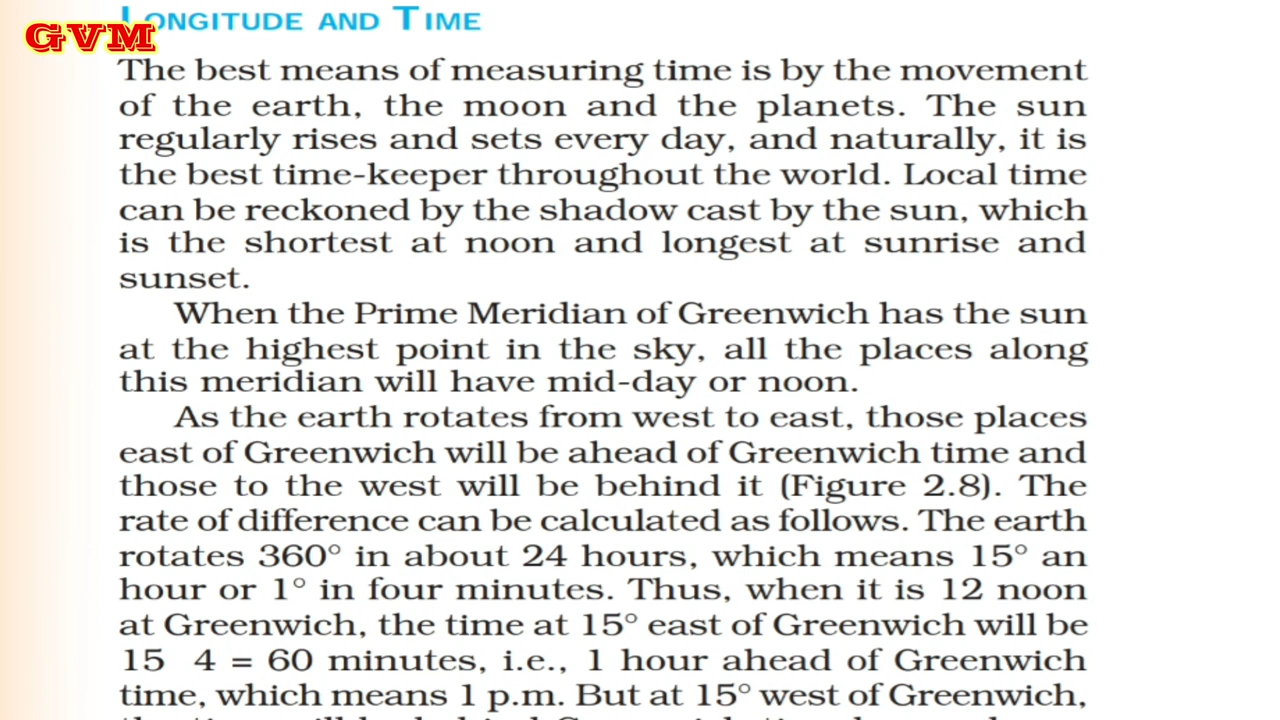 LONGITUDE AND TIME
GVM
The best means of measuring time is by the movement
of the earth, the moon and the planets. The sun
regularly rises and sets every day, and naturally, it is
the best time-keeper throughout the world. Local time
can be reckoned by the shadow cast by the sun, which
is the shortest at noon and longest at sunrise and
sunset.
When the Prime Meridian of Greenwich has the sun
at the highest point in the sky, all the places along
this meridian will have mid-day or noon.
As the earth rotates from west to east, those places
east of Greenwich will be ahead of Greenwich time and
those to the west will be behind it (Figure 2.8). The
rate of difference can be calculated as follows. The earth
rotates 360° in about 24 hours, which means 15° an
hour or 1° in four minutes. Thus, when it is 12 noon
at Greenwich, the time at 15° east of Greenwich will be
15 4 = 60 minutes, i.e., 1 hour ahead of Greenwich
time, which means 1 p.m. But at 15° west of Greenwich,